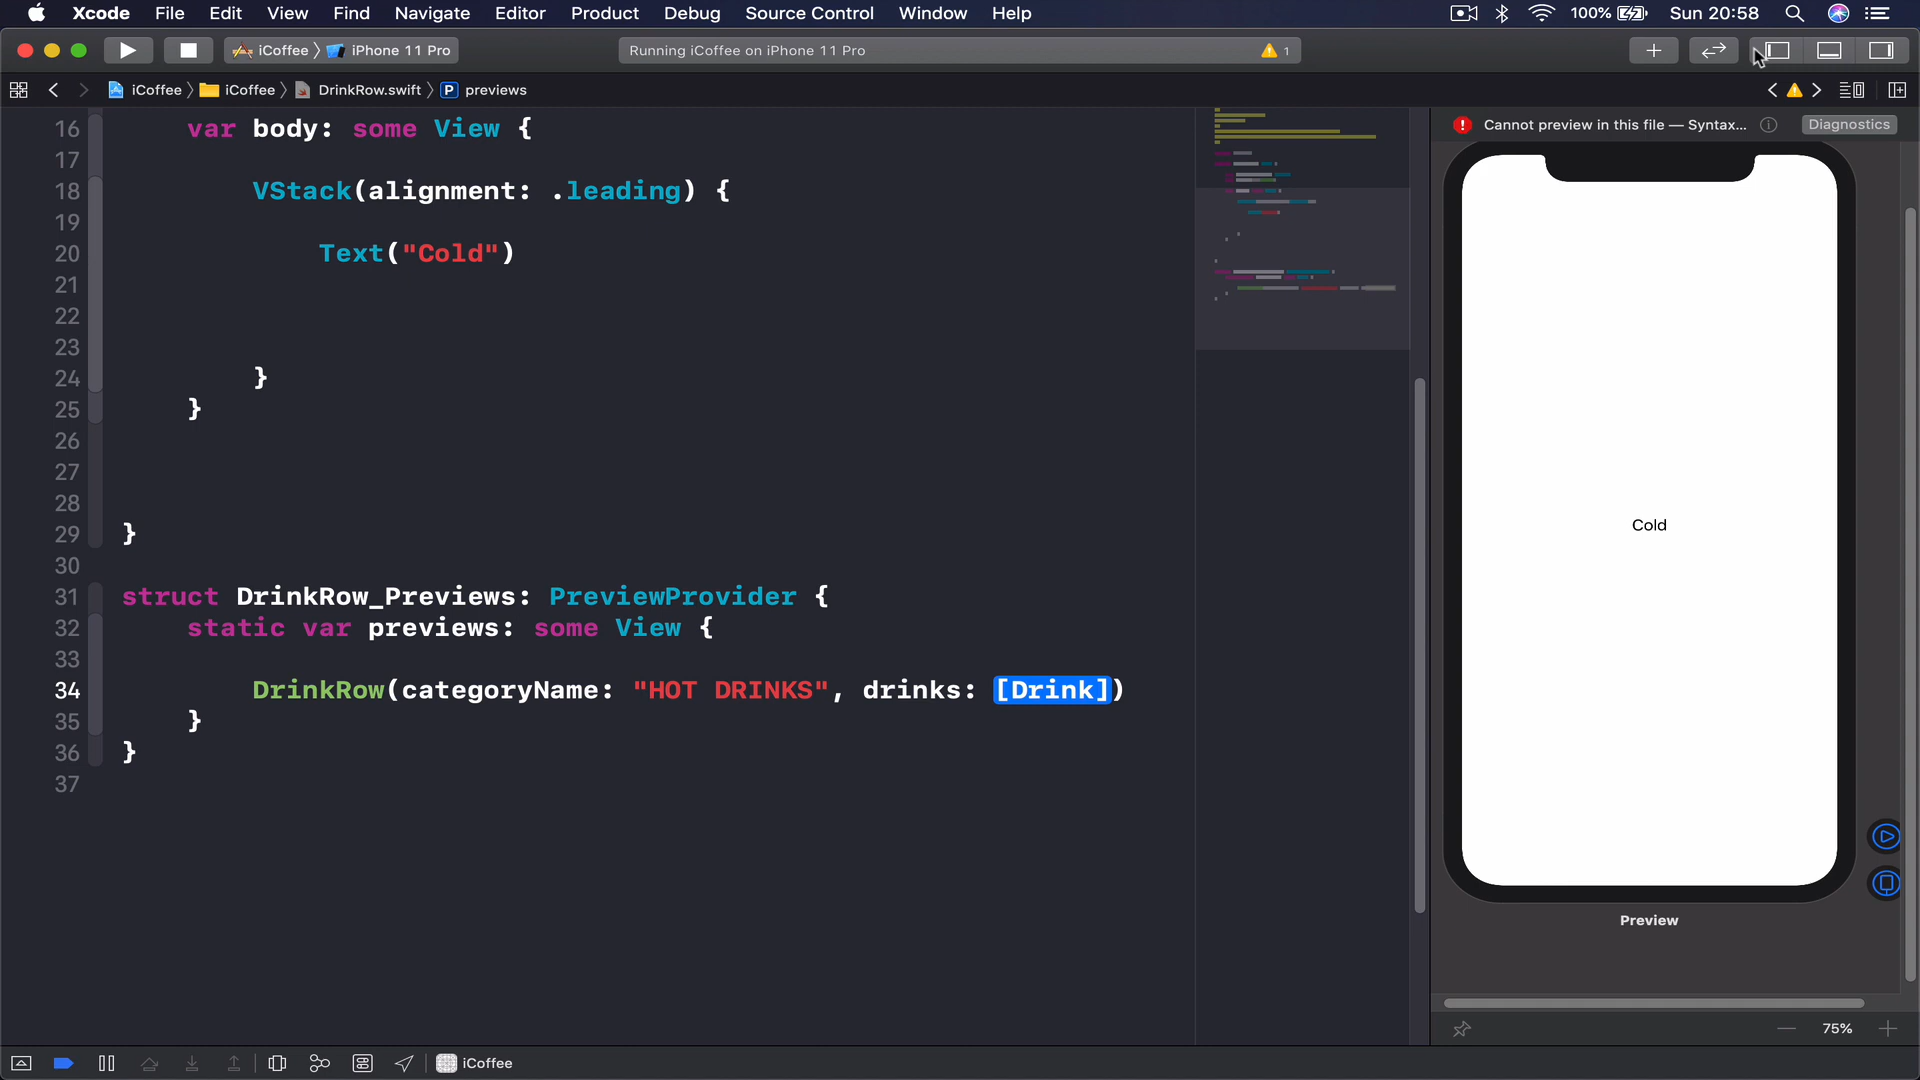 Xcode File Edit View Find Navigate Editor Product Debug Source Control Window Help 100% Sun 20:58
iCoffee iPhone 11 Pro Running iCoffee on iPhone 11 Pro 1
iCoffee iCoffee DrinkRow.swift P previews
Cannot preview in this file — Syntax... Diagnostics
16 var body: some View {
17
18 VStack(alignment: .leading) {
19
20 Text("Cold")
21
22
23
24 }
25 }
26
27
28
29 }
30
31 struct DrinkRow_Previews: PreviewProvider {
32 static var previews: some View {
33
34 DrinkRow(categoryName: "HOT DRINKS", drinks: [Drink])
35 }
36 }
37
Cold
Preview
75%
iCoffee